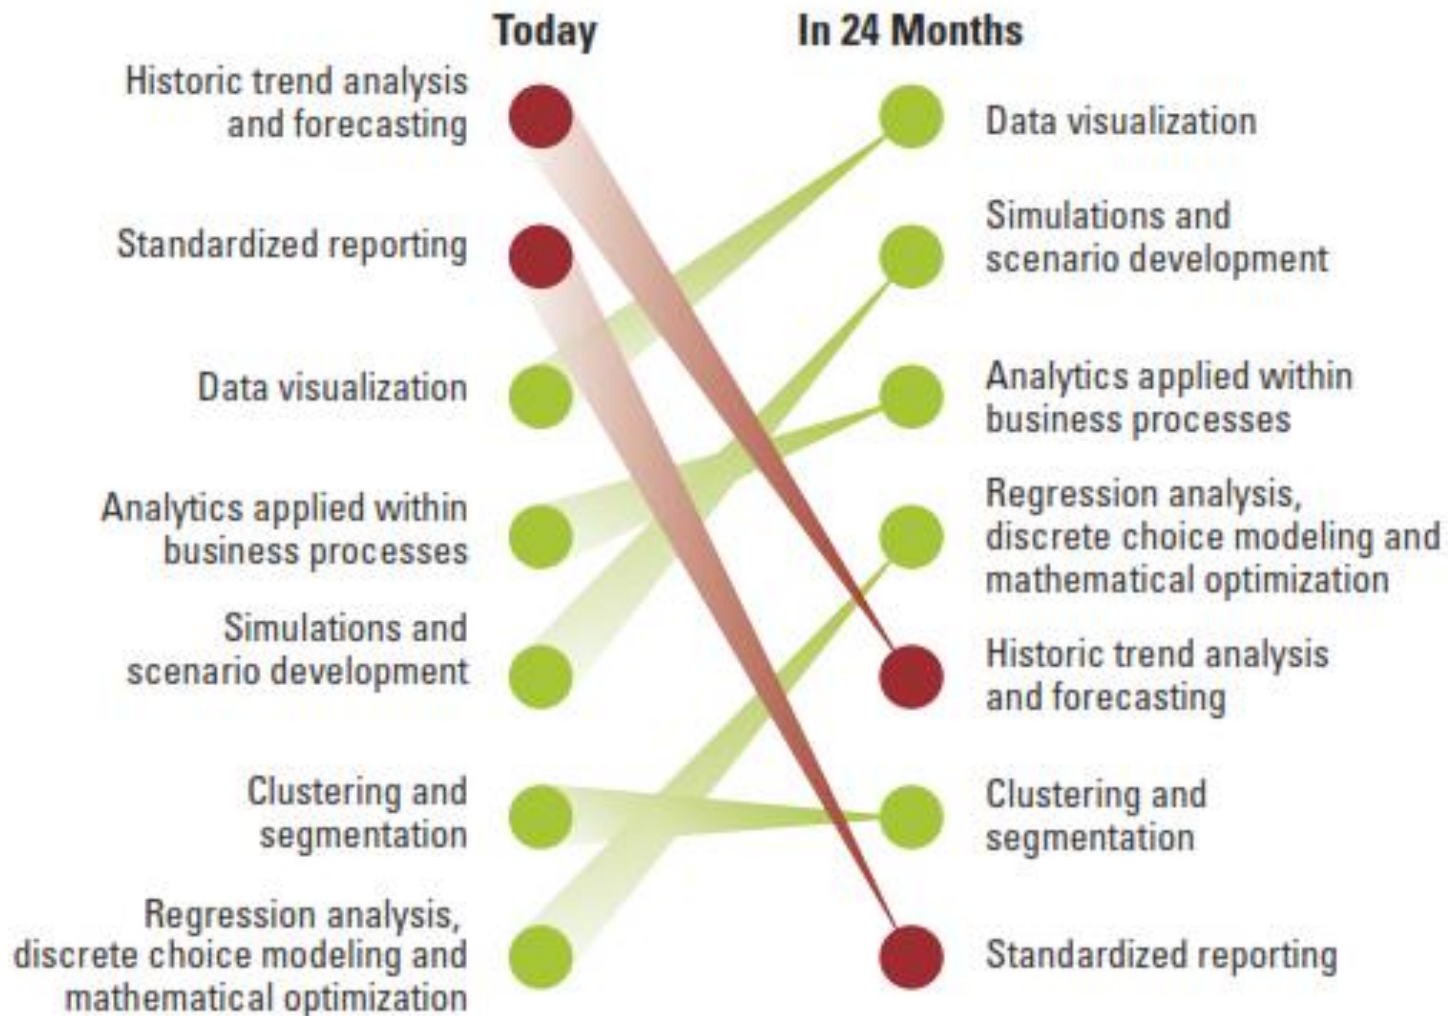 Today
Historic trend analysis
and forecasting
Standardized reporting
Data visualization
Analytics applied within
business processes
Simulations and
scenario development
Clustering and
segmentation
Regression analysis,
discrete choice modeling and
mathematical optimization
In 24 Months
Data visualization
Simulations and
scenario development
Analytics applied within
business processes
Regression analysis,
discrete choice modeling and
mathematical optimization
Historic trend analysis
and forecasting
Clustering and
segmentation
Standardized reporting